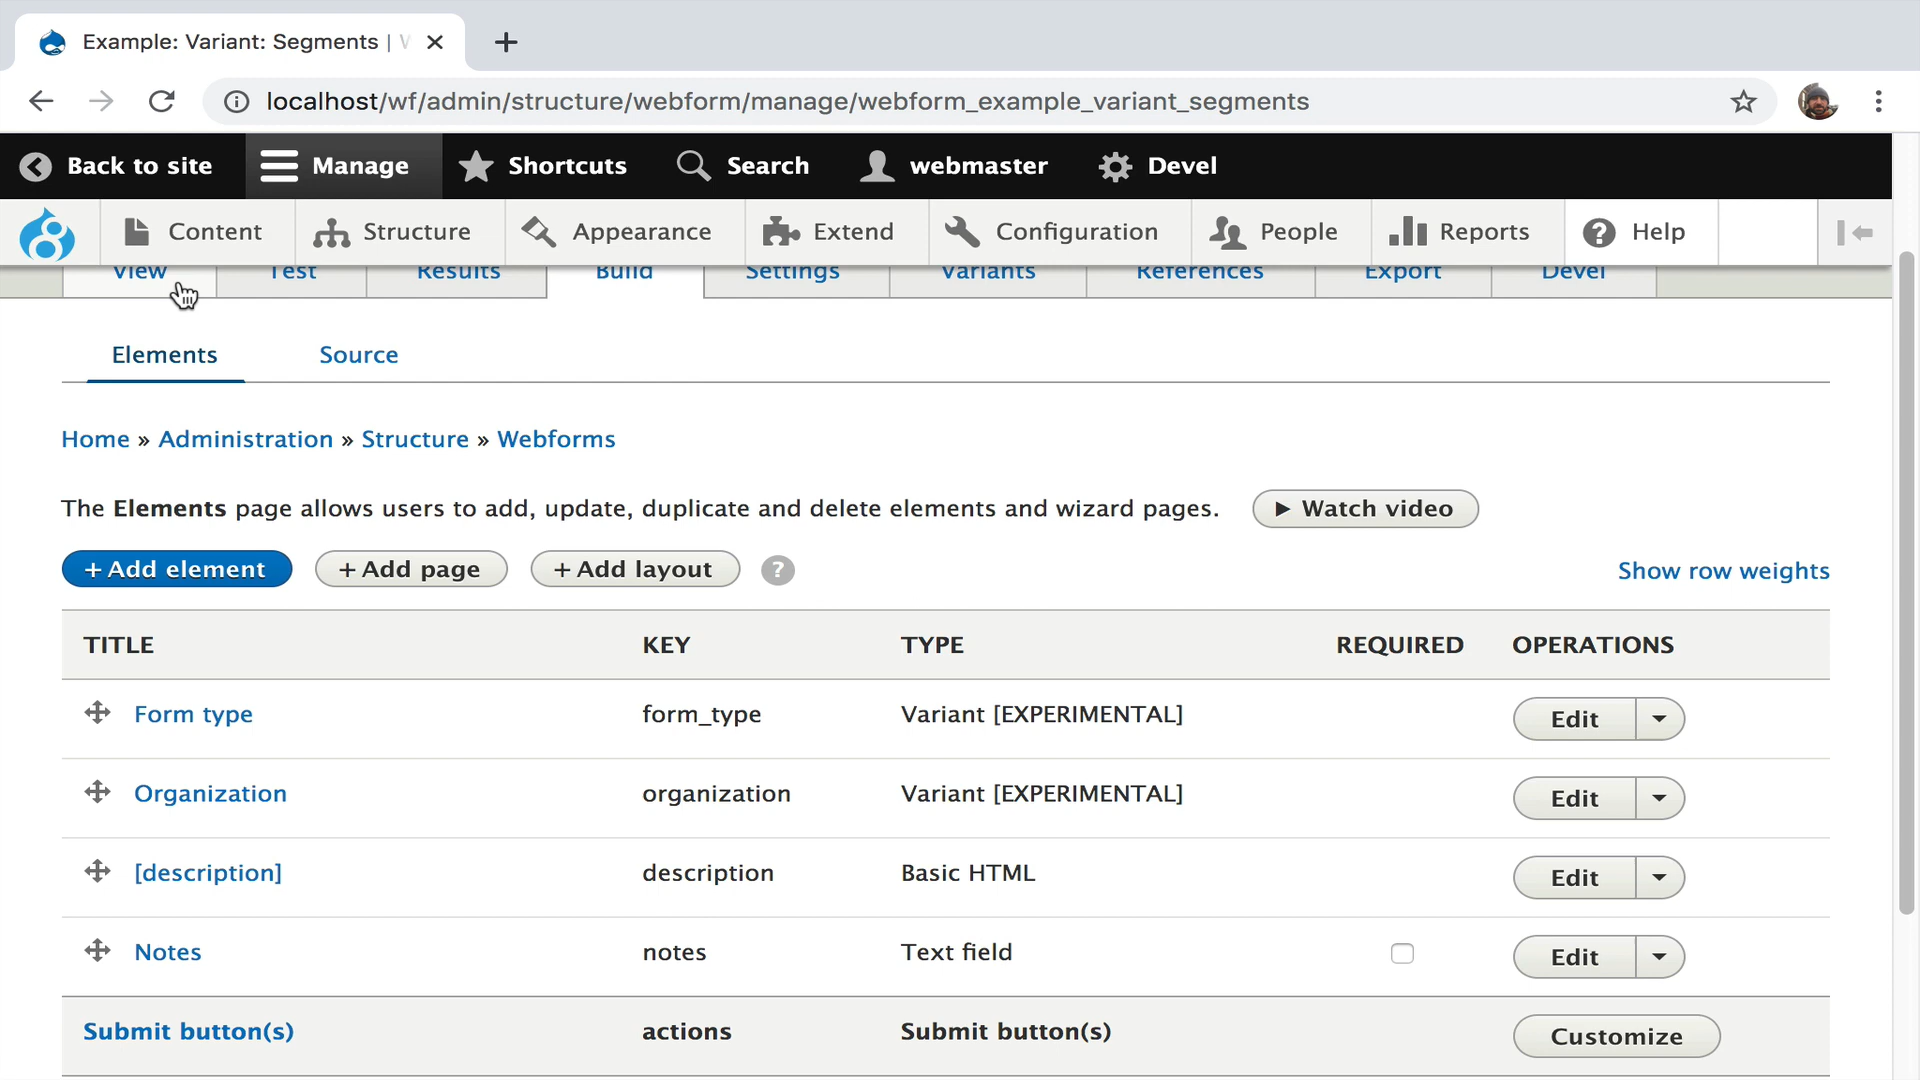 Example: Variant: Segments |
localhost/wf/admin/structure/webform/manage/webform_example_variant_segments
Back to site Manage Shortcuts Search webmaster Devel
Content Structure Appearance Extend Configuration People Reports Help
View Test Results Build Settings Variants References Export Devel
Elements Source
Home » Administration » Structure » Webforms
The Elements page allows users to add, update, duplicate and delete elements and wizard pages. ▶ Watch video
+ Add element + Add page + Add layout ? Show row weights
TITLE KEY TYPE REQUIRED OPERATIONS
Form type form_type Variant [EXPERIMENTAL] Edit
Organization organization Variant [EXPERIMENTAL] Edit
[description] description Basic HTML Edit
Notes notes Text field Edit
Submit button(s) actions Submit button(s) Customize